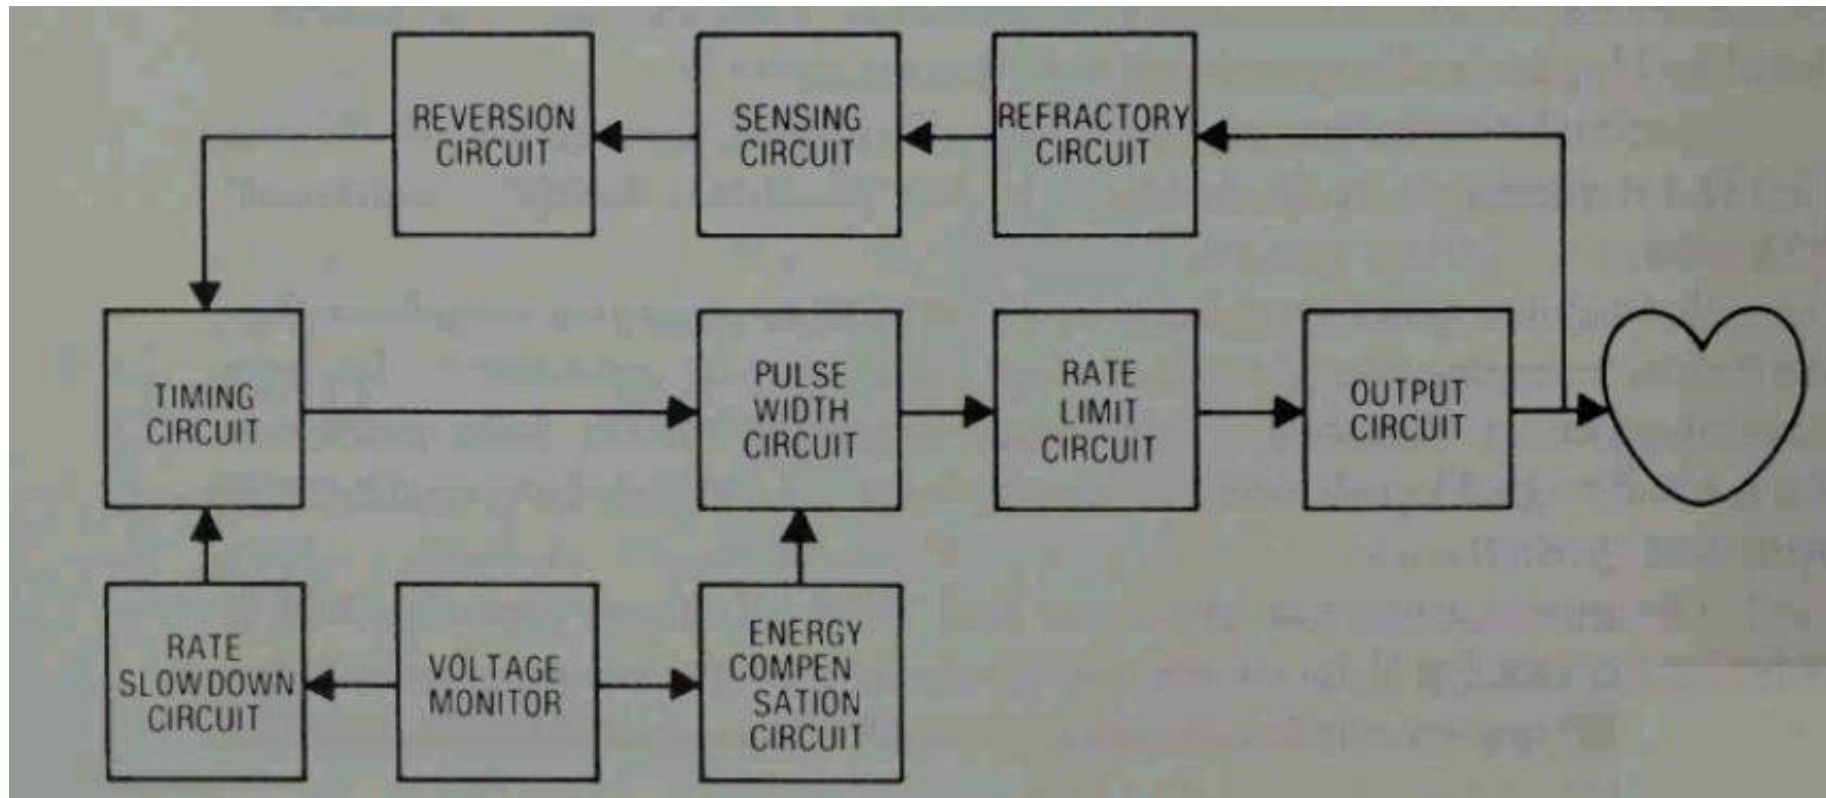 REVERSION
CIRCUIT
SENSING
CIRCUIT
REFRACTORY
CIRCUIT
TIMING
CIRCUIT
PULSE
WIDTH
CIRCUIT
RATE
LIMIT
CIRCUIT
OUTPUT
CIRCUIT
RATE
SLOWDOWN
CIRCUIT
VOLTAGE
MONITOR
ENERGY
COMPEN
SATION
CIRCUIT